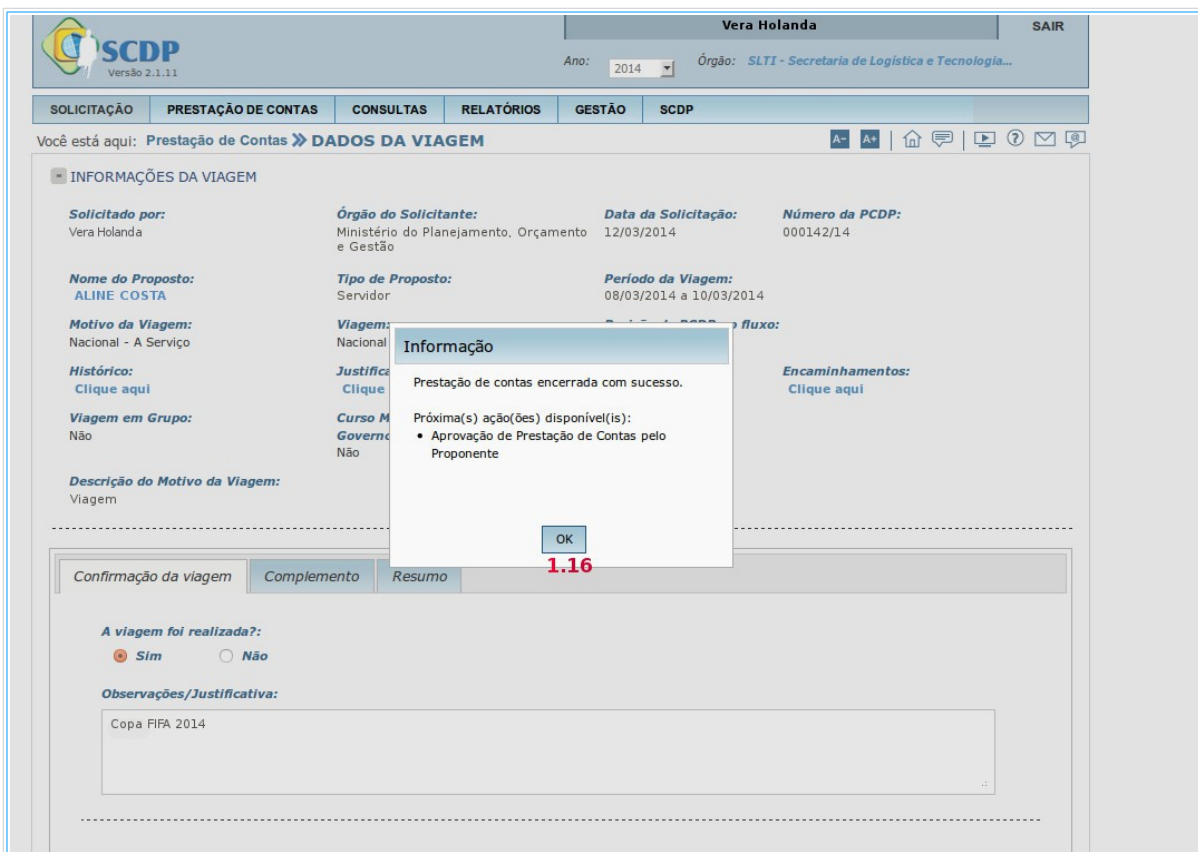 Vera Holanda
SAIR
SCDP
Versão 2.1.11
Ano: 2014 Órgão: SLTI - Secretaria de Logística e Tecnologia...
SOLICITAÇÃO PRESTAÇÃO DE CONTAS CONSULTAS RELATÓRIOS GESTÃO SCDP
Você está aqui: Prestação de Contas >> DADOS DA VIAGEM
A- A+
INFORMAÇÕES DA VIAGEM
Solicitado por: Órgão do Solicitante: Data da Solicitação: Número da PCDP:
Vera Holanda Ministério do Planejamento, Orçamento 12/03/2014 000142/14
e Gestão
Nome do Proposto: Tipo de Proposto: Período da Viagem:
ALINE COSTA Servidor 08/03/2014 a 10/03/2014
Motivo da Viagem: Viagem: fluxo:
Nacional - A Serviço Nacional
Histórico: Justifica Encaminhamentos:
Clique aqui Clique Clique aqui
Viagem em Grupo: Curso M
Não Governo
Não
Descrição do Motivo da Viagem:
Viagem
Informação
Prestação de contas encerrada com sucesso.
Próxima(s) ação(ões) disponível(is):
• Aprovação de Prestação de Contas pelo
Proponente
OK
1.16
Confirmação da viagem Complemento Resumo
A viagem foi realizada?:
Sim Não
Observações/Justificativa:
Copa FIFA 2014